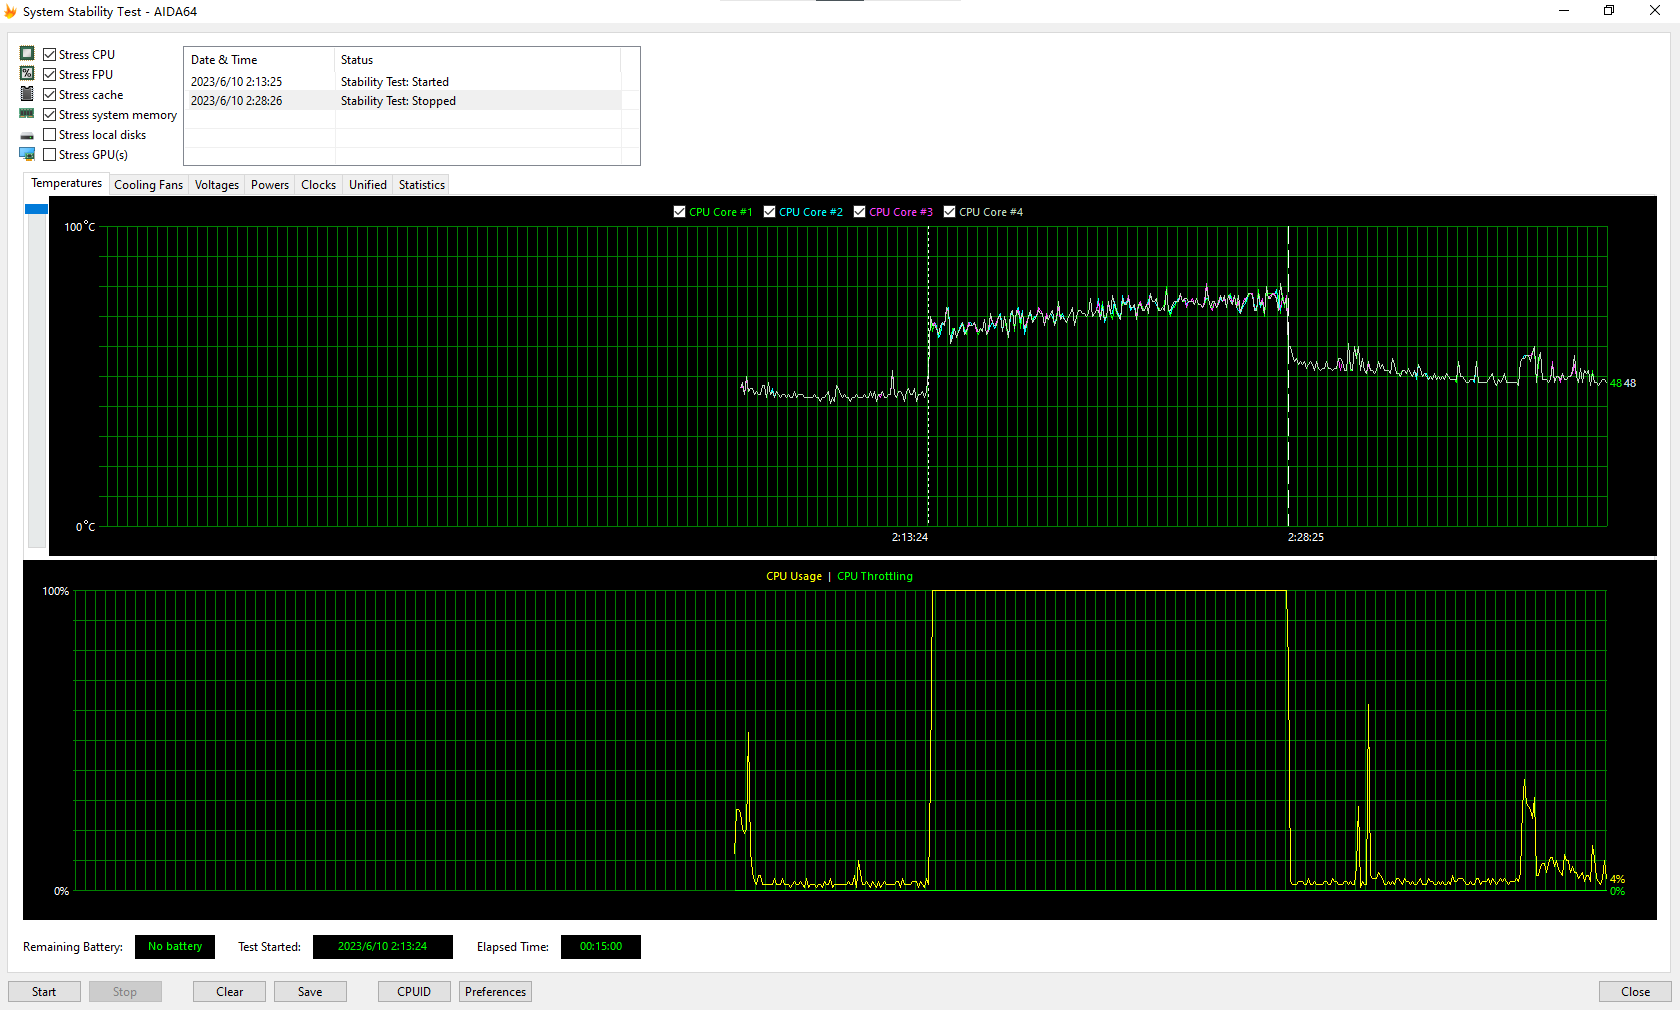 System Stability Test - AIDA64
Stress CPU
Stress FPU
Stress cache
Stress system memory
Stress local disks
Stress GPU(s)
Date & Time Status
2023/6/10 2:13:25 Stability Test: Started
2023/6/10 2:28:26 Stability Test: Stopped
Temperatures Cooling Fans Voltages Powers Clocks Unified Statistics
CPU Core #1 CPU Core #2 CPU Core #3 CPU Core #4
100°C
48 48
0°C
2:13:24 2:28:25
CPU Usage | CPU Throttling
100%
4%
0% 0%
Remaining Battery: No battery Test Started: 2023/6/10 2:13:24 Elapsed Time: 00:15:00
Start Stop Clear Save CPUID Preferences Close